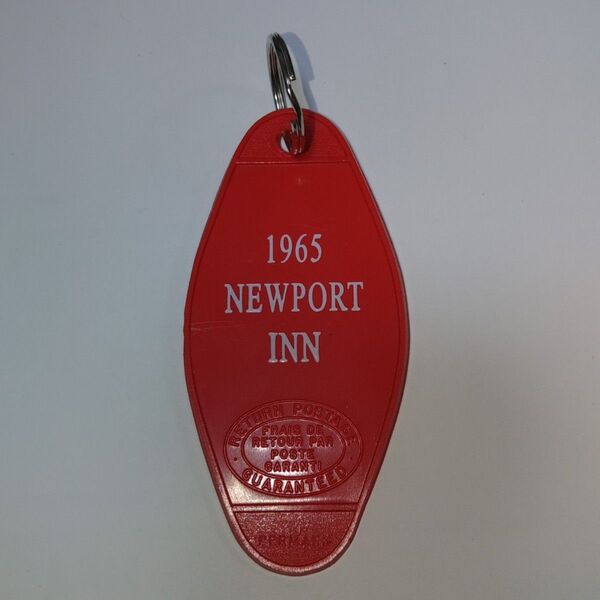 1965
NEWPORT
INN
RETURN POSTAGE
FRAIS DE
RETOUR PAR
POSTE
GARANTI
GUARANTEED